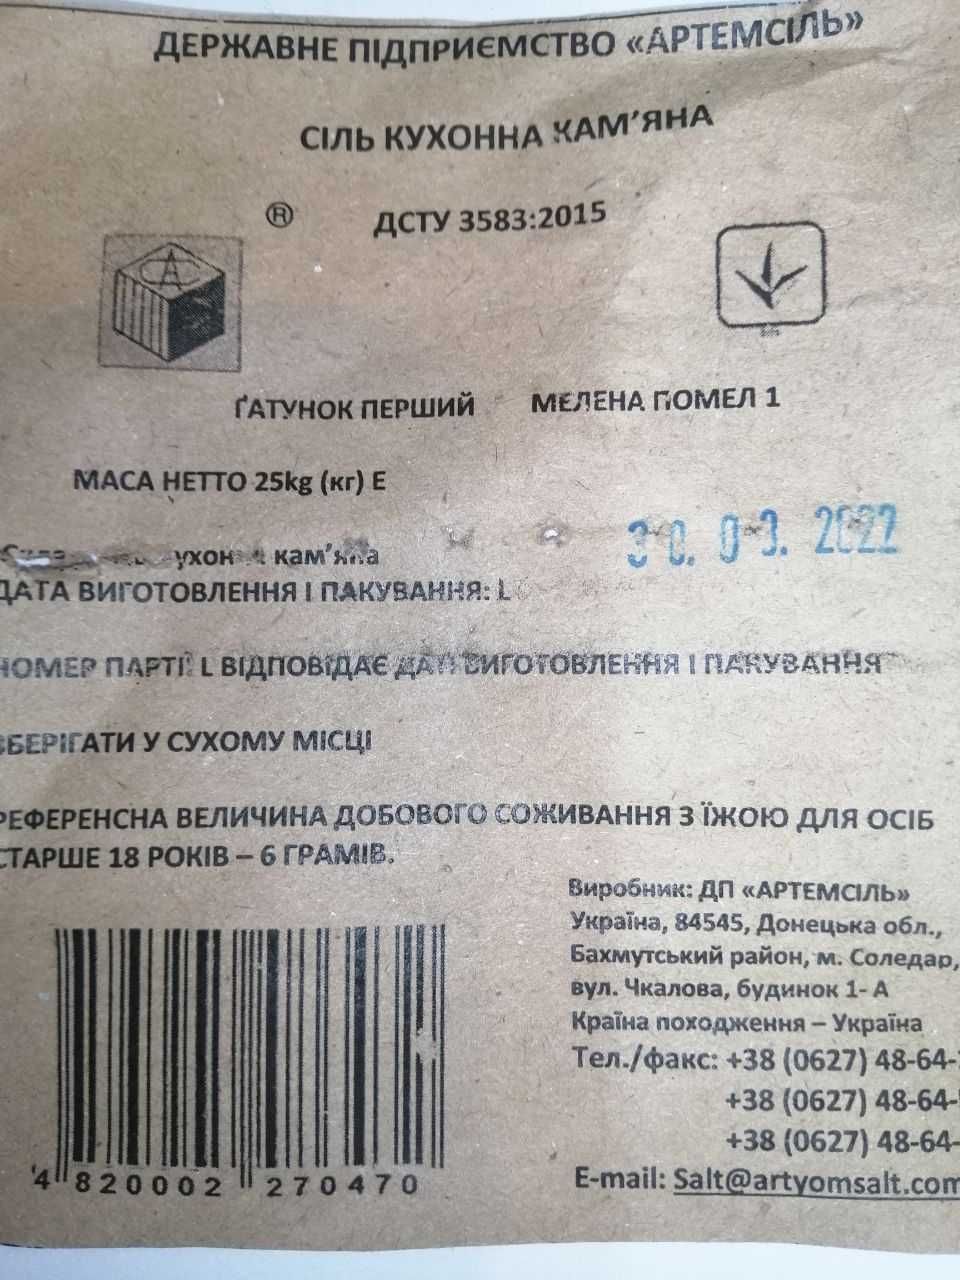 ДЕРЖАВНЕ ПІДПРИЄМСТВО «АРТЕМСІЛЬ»
СІЛЬ КУХОННА КАМ’ЯНА
® ДСТУ 3583:2015
ҐАТУНОК ПЕРШИЙ МЕЛЕНА ПОМЕЛ 1
МАСА НЕТТО 25kg (кг) Е
кам’яна
30.03.2022
ДАТА ВИГОТОВЛЕННЯ І ПАКУВАННЯ: L
НОМЕР ПАРТІЇ L ВІДПОВІДАЄ ДАТІ ВИГОТОВЛЕННЯ І ПАКУВАННЯ
ЗБЕРІГАТИ У СУХОМУ МІСЦІ
РЕФЕРЕНСНА ВЕЛИЧИНА ДОБОВОГО СОЖИВАННЯ З ЇЖОЮ ДЛЯ ОСІБ
СТАРШЕ 18 РОКІВ – 6 ГРАМІВ.
Виробник: ДП «АРТЕМСІЛЬ»
Україна, 84545, Донецька обл.,
Бахмутський район, м. Соледар,
вул. Чкалова, будинок 1- А
Країна походження – Україна
Тел./факс: +38 (0627) 48-64-
+38 (0627) 48-64-
+38 (0627) 48-64-
E-mail: Salt@artyomsalt.com
4 820002 270470